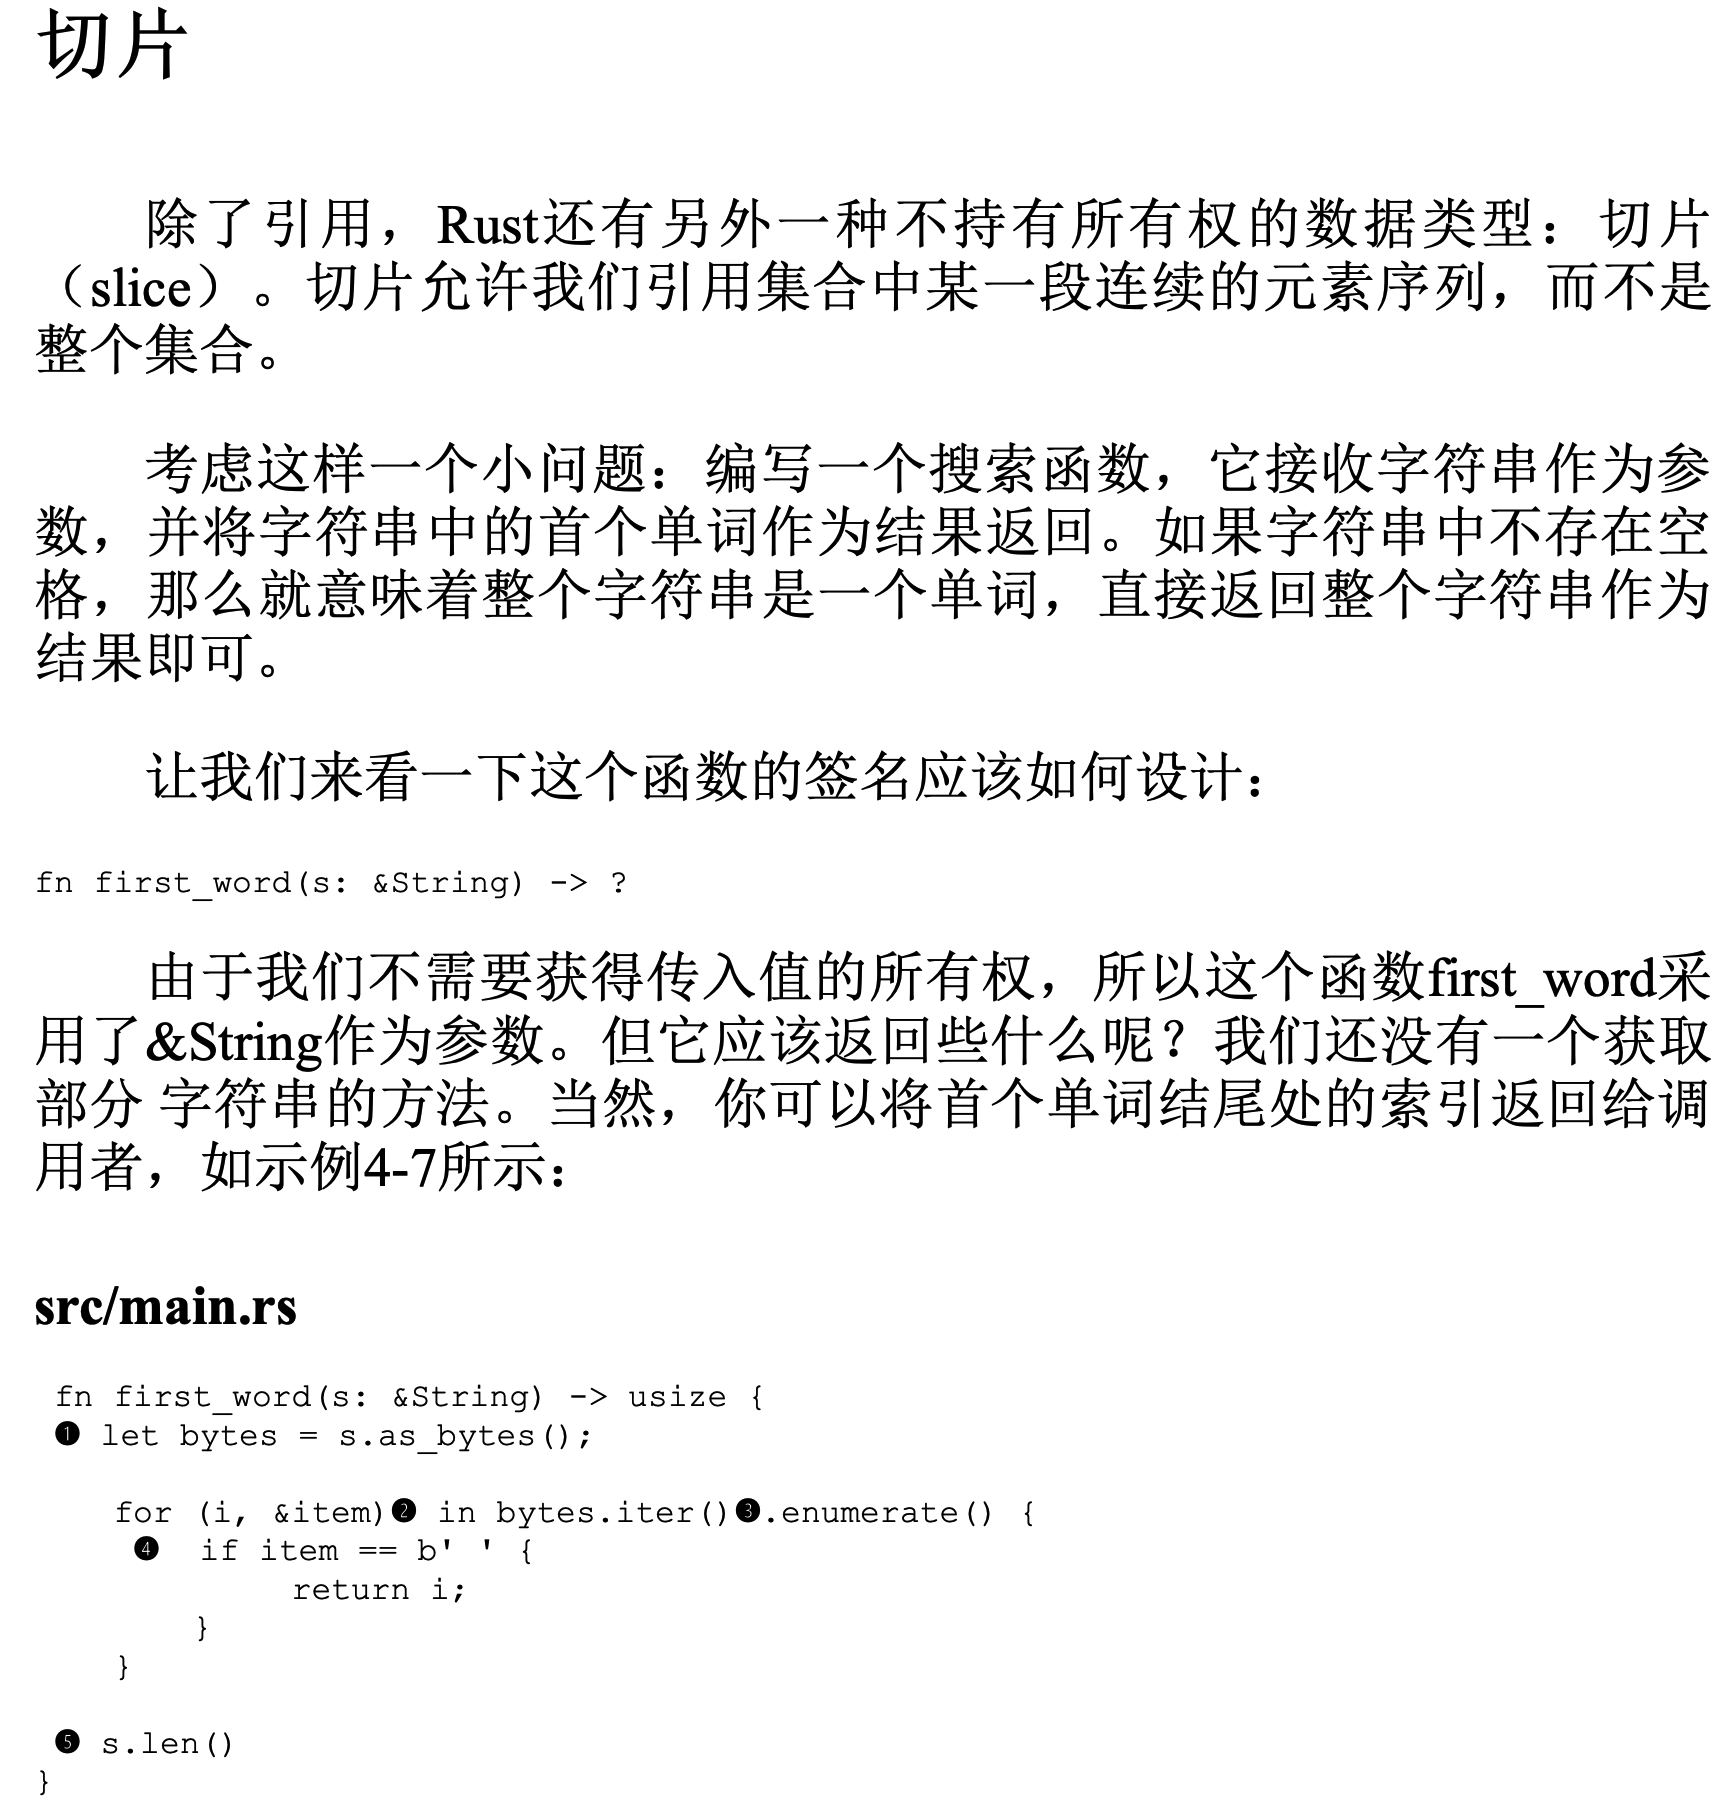 切片
除了引用，Rust还有另外一种不持有所有权的数据类型：切片
（slice）。切片允许我们引用集合中某一段连续的元素序列，而不是
整个集合。
考虑这样一个小问题：编写一个搜索函数，它接收字符串作为参
数，并将字符串中的首个单词作为结果返回。如果字符串中不存在空
格，那么就意味着整个字符串是一个单词，直接返回整个字符串作为
结果即可。
让我们来看一下这个函数的签名应该如何设计：
fn first_word(s: &String) -> ?
由于我们不需要获得传入值的所有权，所以这个函数first_word采
用了&String作为参数。但它应该返回些什么呢？我们还没有一个获取
部分 字符串的方法。当然，你可以将首个单词结尾处的索引返回给调
用者，如示例4-7所示：
src/main.rs
fn first_word(s: &String) -> usize {
❶ let bytes = s.as_bytes();
for (i, &item)❷ in bytes.iter()❸.enumerate() {
❹  if item == b' ' {
return i;
}
}
❺ s.len()
}